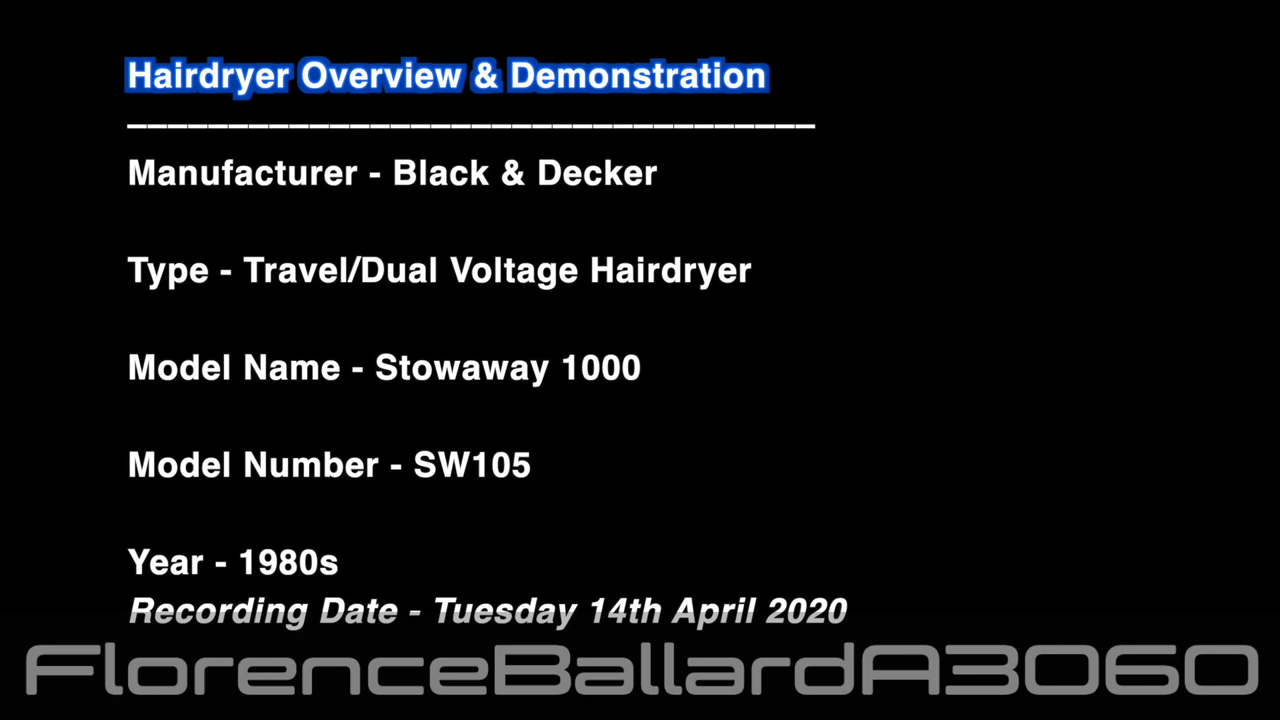 Hairdryer Overview & Demonstration
Manufacturer - Black & Decker
Type - Travel/Dual Voltage Hairdryer
Model Name - Stowaway 1000
Model Number - SW105
Year - 1980s
Recording Date - Tuesday 14th April 2020
FlorenceBallardA3060